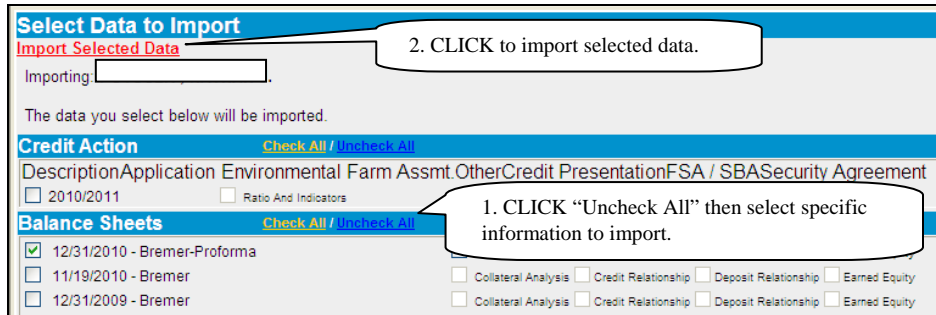 Select Data to Import
Import Selected Data
2. CLICK to import selected data.
Importing:
The data you select below will be imported.
Credit Action Check All / Uncheck All
DescriptionApplication Environmental Farm Assmt.OtherCredit PresentationFSA / SBASecurity Agreement
2010/2011 Ratio And Indicators
1. CLICK “Uncheck All” then select specific
information to import.
Balance Sheets Check All / Uncheck All
12/31/2010 - Bremer-Proforma
11/19/2010 - Bremer Collateral Analysis Credit Relationship Deposit Relationship Earned Equity
12/31/2009 - Bremer Collateral Analysis Credit Relationship Deposit Relationship Earned Equity